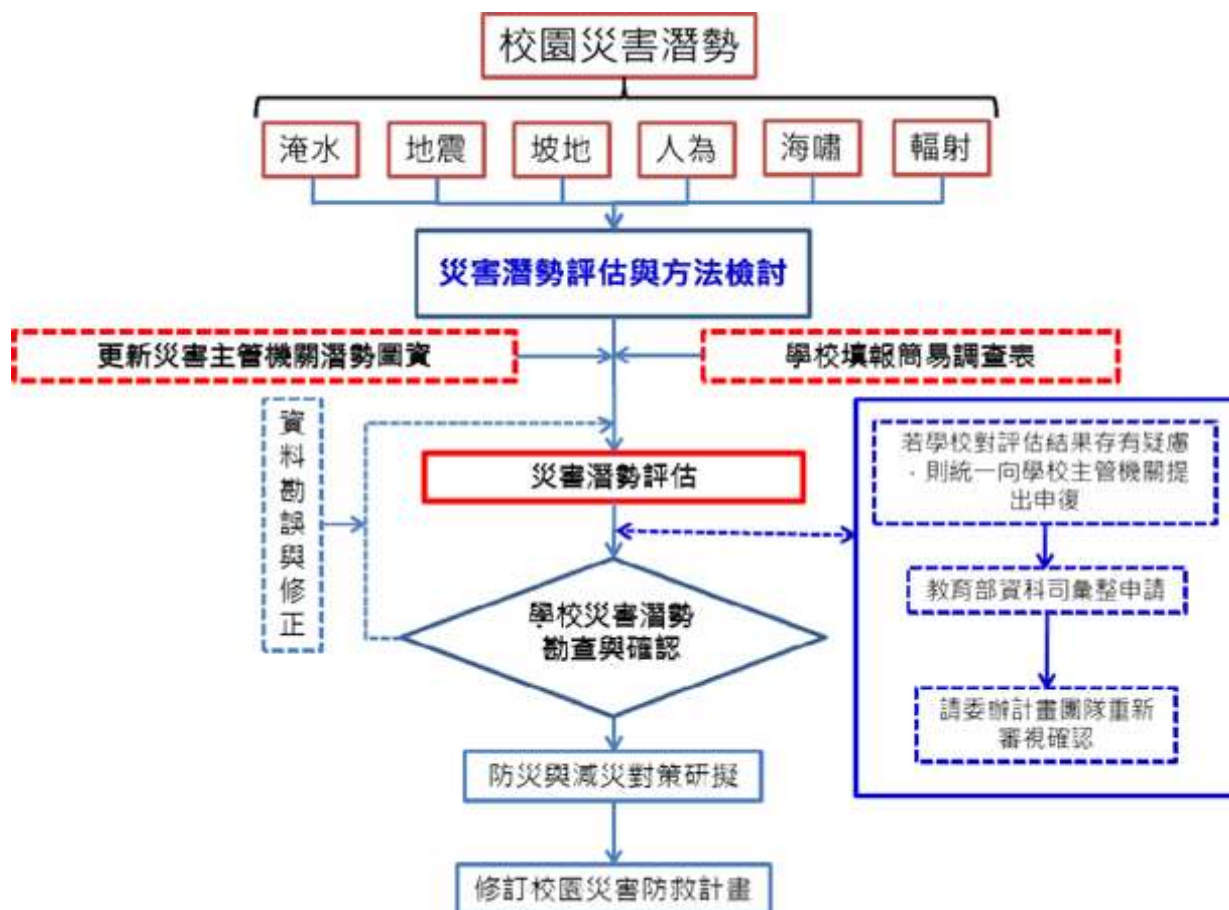 校園災害潛勢
淹水
地震
坡地
人為
海嘯
輻射
災害潛勢評估與方法檢討
更新災害主管機關潛勢圖資
學校填報簡易調查表
資料勘誤與修正
災害潛勢評估
若學校對評估結果存有疑慮
，則統一向學校主管機關提
出申復
教育部資科司彙整申請
學校災害潛勢
勘查與確認
請委辦計畫團隊重新
審視確認
防災與減災對策研擬
修訂校園災害防救計畫